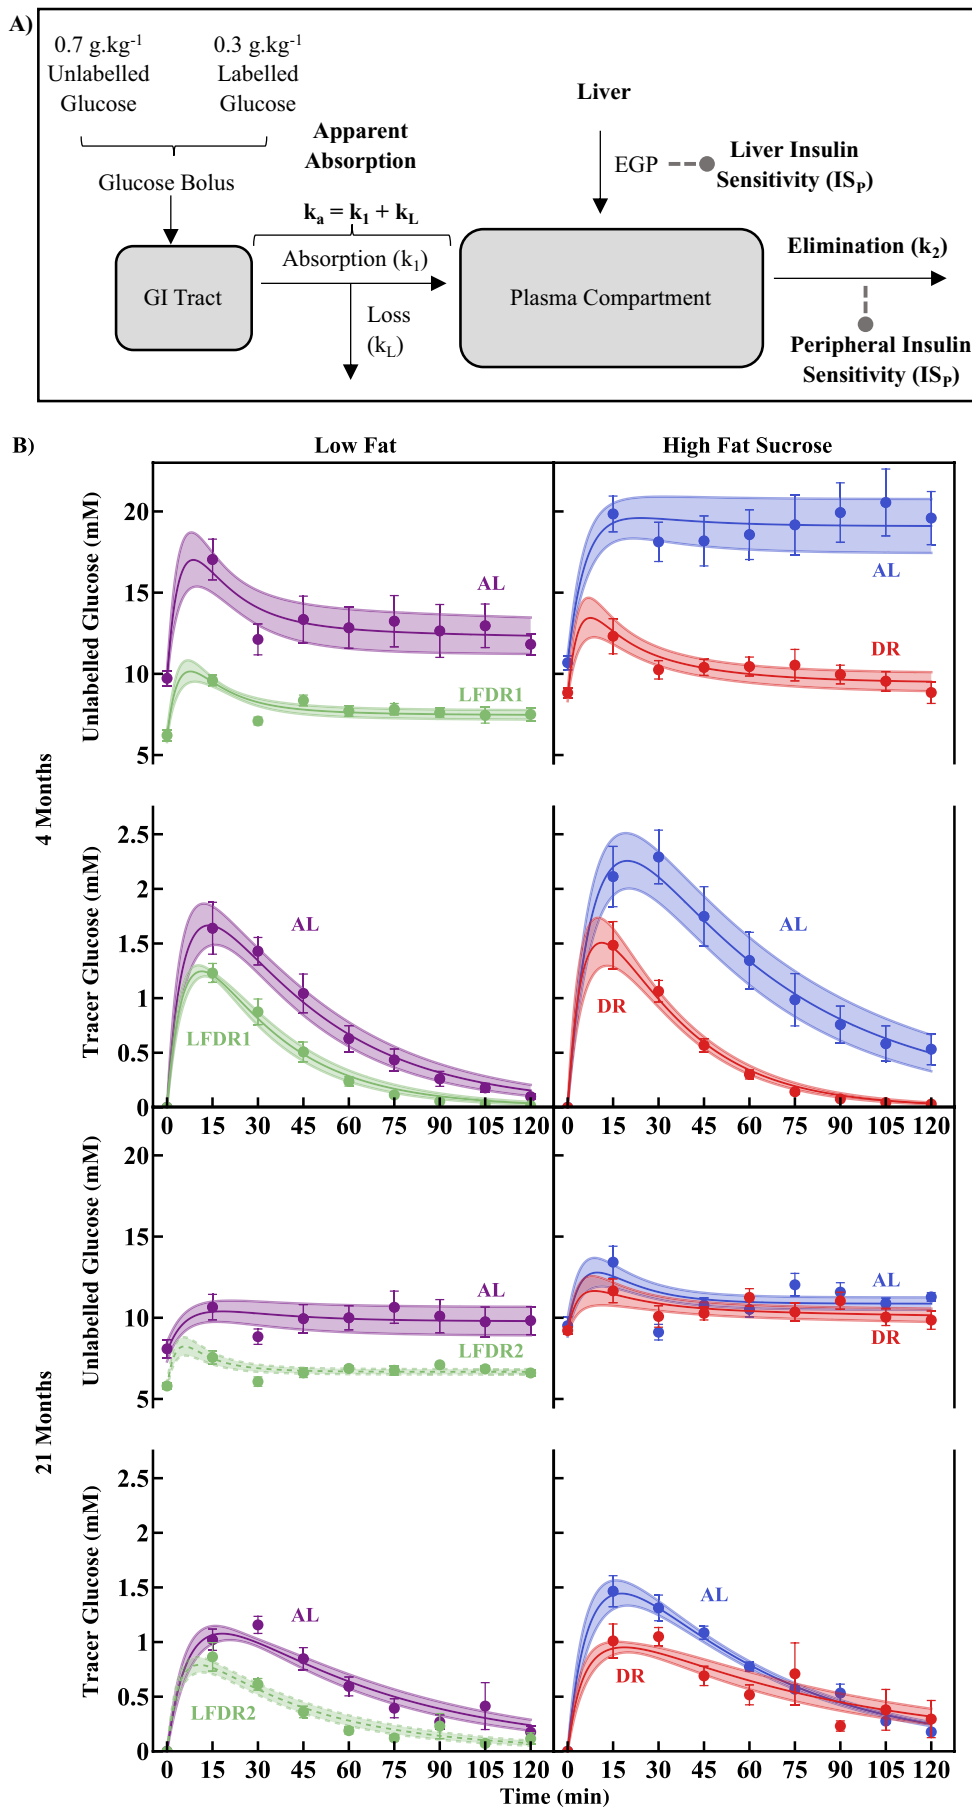 A)
0.7 g.kg-1
Unlabelled
Glucose
0.3 g.kg-1
Labelled
Glucose
Glucose Bolus
GI Tract
Apparent
Absorption
ka = k1 + kL
Absorption (k1)
Loss
(kL)
Liver
EGP
Liver Insulin
Sensitivity (ISP)
Plasma Compartment
Elimination (k2)
Peripheral Insulin
Sensitivity (ISP)
B)
Low Fat
High Fat Sucrose
4 Months
Unlabelled Glucose (mM)
20
15
10
5
AL
LFDR1
AL
DR
Tracer Glucose (mM)
2.5
2
1.5
1
0.5
0
AL
LFDR1
AL
DR
0 15 30 45 60 75 90 105 120
0 15 30 45 60 75 90 105 120
21 Months
Unlabelled Glucose (mM)
20
15
10
5
AL
LFDR2
AL
DR
Tracer Glucose (mM)
2.5
2
1.5
1
0.5
0
AL
LFDR2
AL
DR
0 15 30 45 60 75 90 105 120
0 15 30 45 60 75 90 105 120
Time (min)